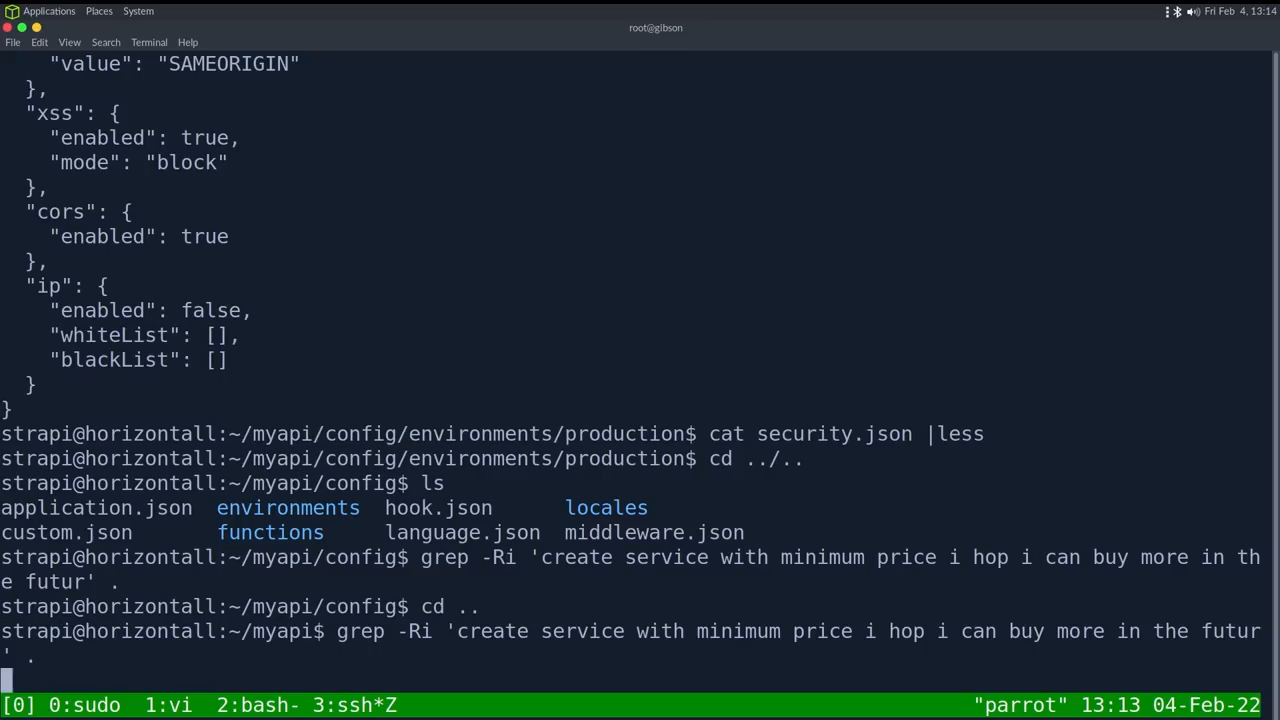 Applications Places System Fri Feb 4, 13:14
root@gibson
File Edit View Search Terminal Help
"value": "SAMEORIGIN"
},
"xss": {
"enabled": true,
"mode": "block"
},
"cors": {
"enabled": true
},
"ip": {
"enabled": false,
"whiteList": [],
"blackList": []
}
}
strapi@horizontall:~/myapi/config/environments/production$ cat security.json |less
strapi@horizontall:~/myapi/config/environments/production$ cd ../..
strapi@horizontall:~/myapi/config$ ls
application.json environments hook.json locales
custom.json functions language.json middleware.json
strapi@horizontall:~/myapi/config$ grep -Ri 'create service with minimum price i hop i can buy more in th
e futur' .
strapi@horizontall:~/myapi/config$ cd ..
strapi@horizontall:~/myapi$ grep -Ri 'create service with minimum price i hop i can buy more in the futur
' .
[0] 0:sudo 1:vi 2:bash- 3:ssh*Z "parrot" 13:13 04-Feb-22